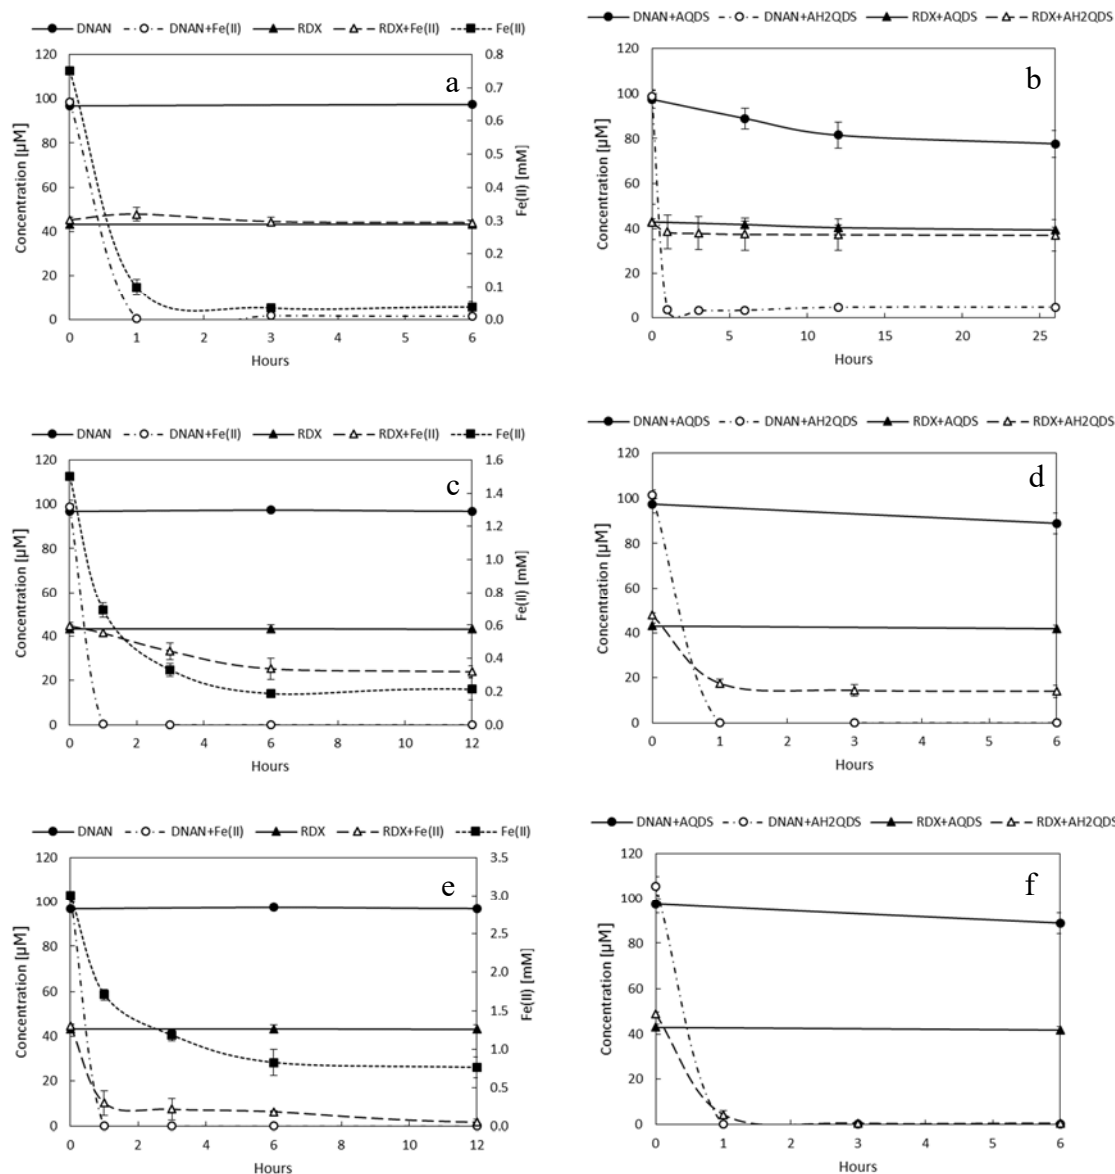 DNAN DNAN+Fe(II) RDX RDX+Fe(II) Fe(II)
a
120
100
80
60
40
20
0
Concentration [µM]
0.8
0.7
0.6
0.5
0.4
0.3
0.2
0.1
0.0
Fe(II) [mM]
0 1 2 3 4 5 6
Hours
DNAN+AQDS DNAN+AH2QDS RDX+AQDS RDX+AH2QDS
b
120
100
80
60
40
20
0
Concentration [µM]
0 5 10 15 20 25
Hours
DNAN DNAN+Fe(II) RDX RDX+Fe(II) Fe(II)
c
120
100
80
60
40
20
0
Concentration [µM]
1.6
1.4
1.2
1.0
0.8
0.6
0.4
0.2
0.0
Fe(II) [mM]
0 2 4 6 8 10 12
Hours
DNAN+AQDS DNAN+AH2QDS RDX+AQDS RDX+AH2QDS
d
120
100
80
60
40
20
0
Concentration [µM]
0 1 2 3 4 5 6
Hours
DNAN DNAN+Fe(II) RDX RDX+Fe(II) Fe(II)
e
120
100
80
60
40
20
0
Concentration [µM]
3.5
3.0
2.5
2.0
1.5
1.0
0.5
0.0
Fe(II) [mM]
0 2 4 6 8 10 12
Hours
DNAN+AQDS DNAN+AH2QDS RDX+AQDS RDX+AH2QDS
f
120
100
80
60
40
20
0
Concentration [µM]
0 1 2 3 4 5 6
Hours